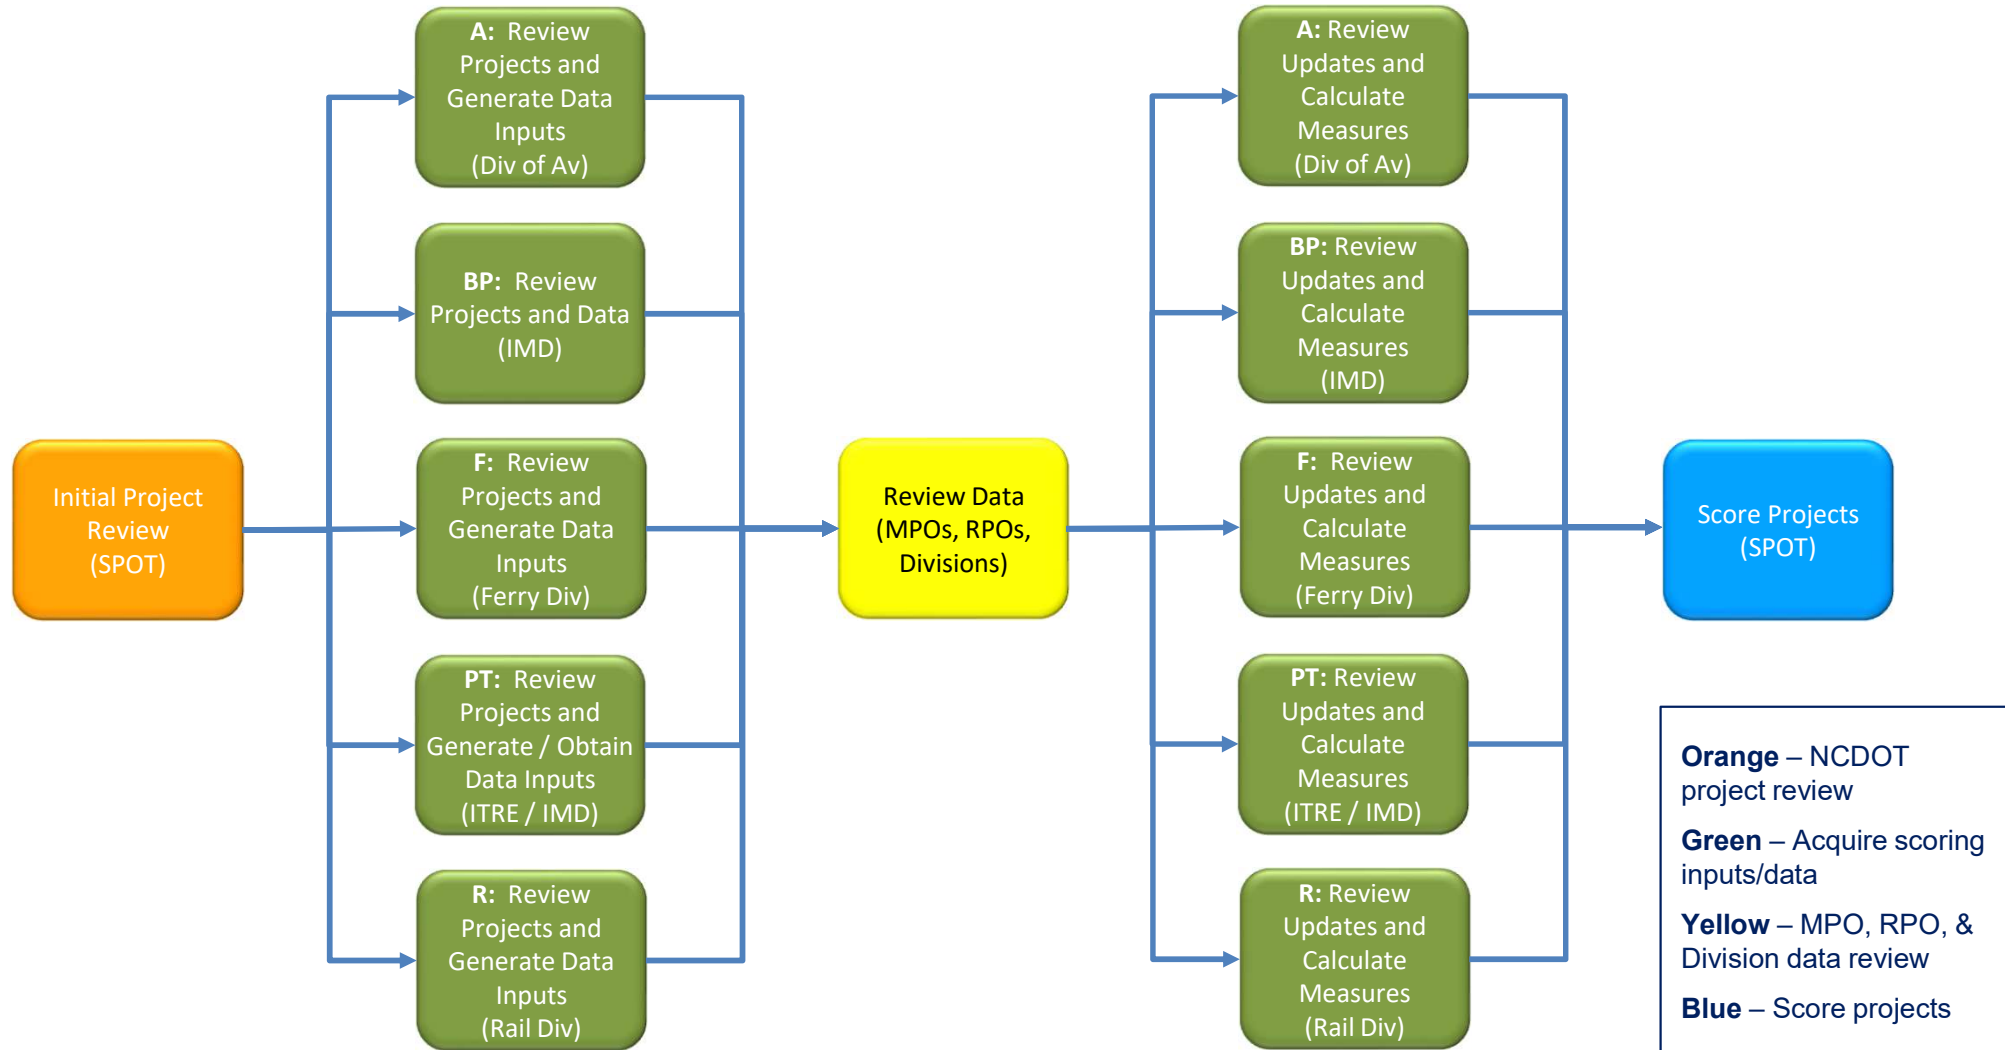 Initial Project
Review
(SPOT)
A: Review
Projects and
Generate Data
Inputs
(Div of Av)
BP: Review
Projects and Data
(IMD)
F: Review
Projects and
Generate Data
Inputs
(Ferry Div)
PT: Review
Projects and
Generate / Obtain
Data Inputs
(ITRE / IMD)
R: Review
Projects and
Generate Data
Inputs
(Rail Div)
Review Data
(MPOs, RPOs,
Divisions)
A: Review
Updates and
Calculate
Measures
(Div of Av)
BP: Review
Updates and
Calculate
Measures
(IMD)
F: Review
Updates and
Calculate
Measures
(Ferry Div)
PT: Review
Updates and
Calculate
Measures
(ITRE / IMD)
R: Review
Updates and
Calculate
Measures
(Rail Div)
Score Projects
(SPOT)
Orange – NCDOT
project review
Green – Acquire scoring
inputs/data
Yellow – MPO, RPO, &
Division data review
Blue – Score projects